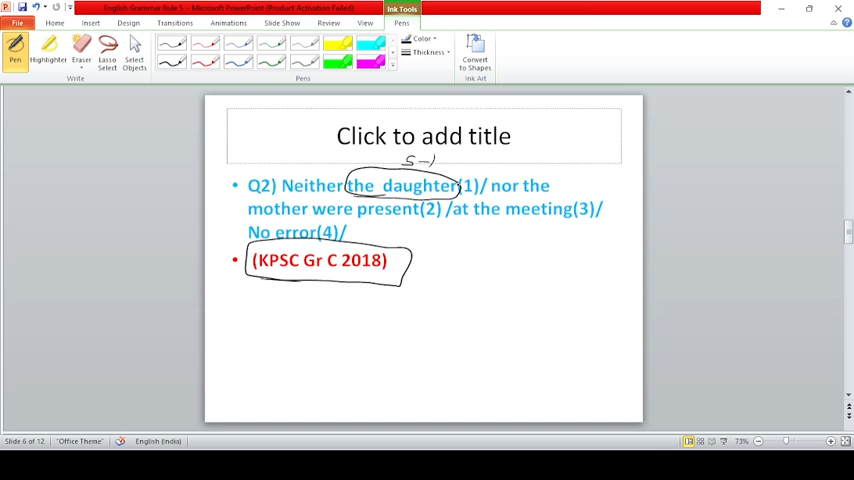 English Grammar Rule 5 - Microsoft PowerPoint (Product Activation Failed)
Ink Tools
File Home Insert Design Transitions Animations Slide Show Review View Pens
Pen Highlighter Eraser Lasso Select Select Objects
Color
Thickness
Convert to Shapes
Write Pens Ink Art
Click to add title
S-1
• Q2) Neither the daughter(1)/ nor the
mother were present(2) /at the meeting(3)/
No error(4)/
• (KPSC Gr C 2018)
Slide 6 of 12 "Office Theme" English (India) 73%